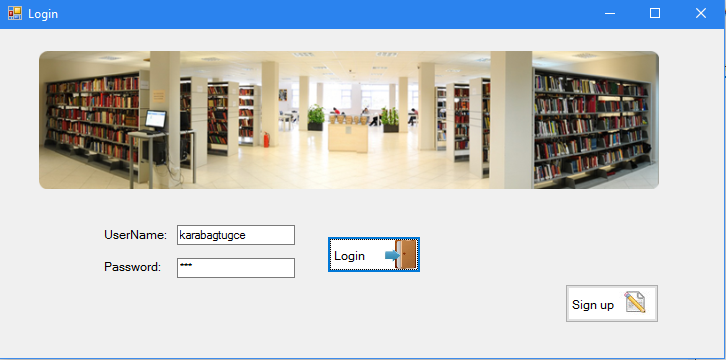 Login
UserName: karabagtugce
Password: ***
Login
Sign up